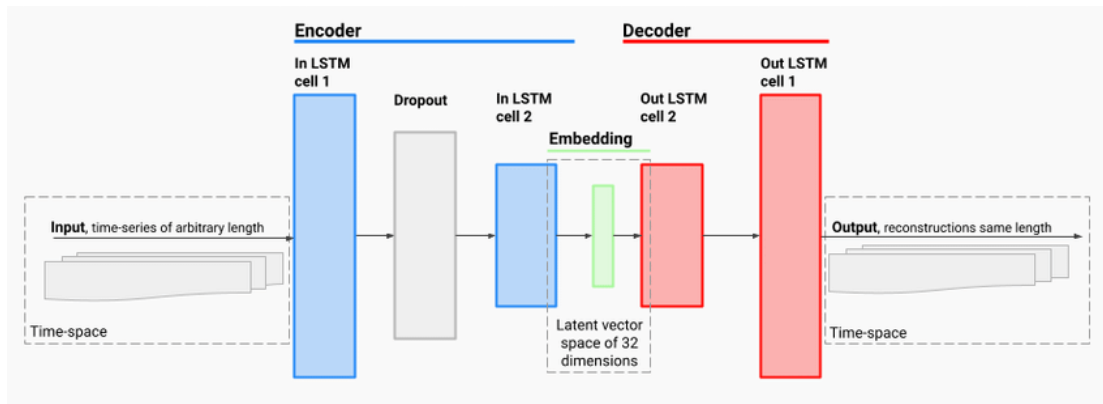 Encoder
Decoder
In LSTM
cell 1
Dropout
In LSTM
cell 2
Embedding
Out LSTM
cell 2
Out LSTM
cell 1
Input, time-series of arbitrary length
Time-space
Latent vector
space of 32
dimensions
Output, reconstructions same length
Time-space